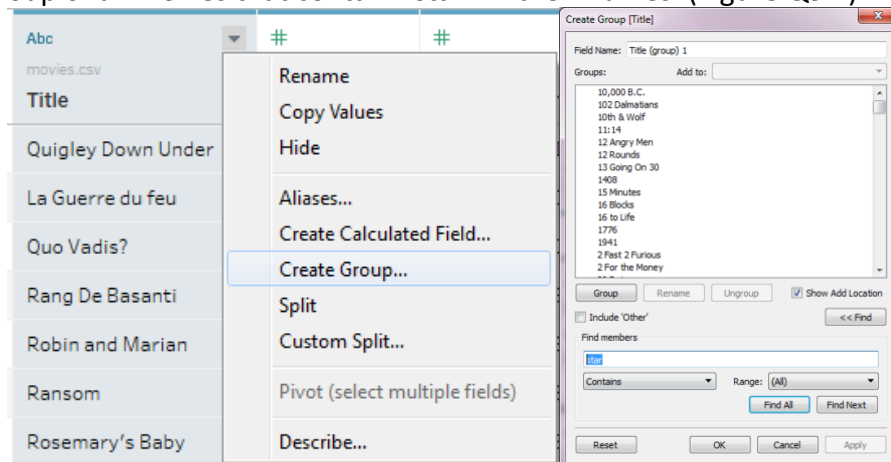 Abc
#
#
movies.csv
Title
Quigley Down Under
La Guerre du feu
Quo Vadis?
Rang De Basanti
Robin and Marian
Ransom
Rosemary's Baby
Rename
Copy Values
Hide
Aliases...
Create Calculated Field...
Create Group...
Split
Custom Split...
Pivot (select multiple fields)
Describe...
Create Group [Title]
Field Name: Title (group) 1
Groups: Add to:
10,000 B.C.
102 Dalmatians
10th & Wolf
11:14
12 Angry Men
12 Rounds
13 Going On 30
1408
15 Minutes
16 Blocks
16 to Life
1776
1941
2 Fast 2 Furious
2 For the Money
Group Rename Ungroup Show Add Location
Include 'Other' << Find
Find members
star
Contains Range: (All)
Find All Find Next
Reset OK Cancel Apply